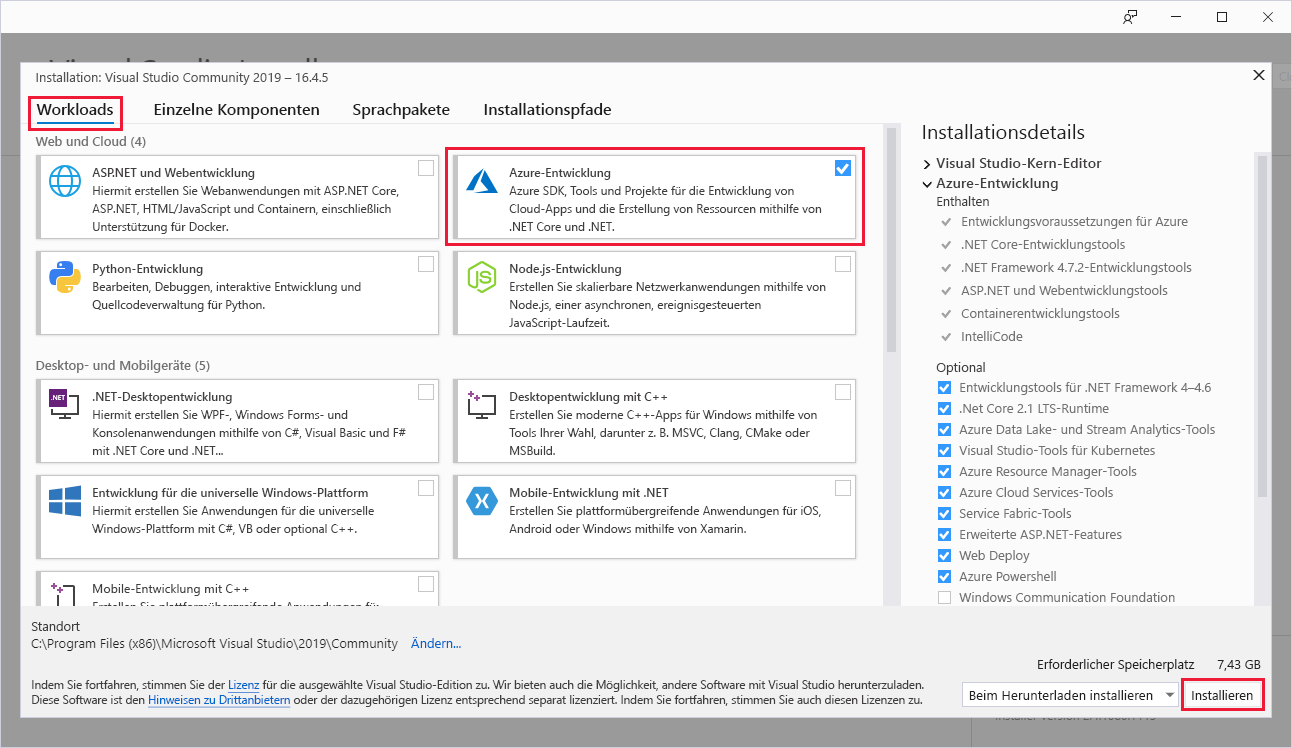 Installation: Visual Studio Community 2019 – 16.4.5
Workloads
Einzelne Komponenten
Sprachpakete
Installationspfade
Web und Cloud (4)
ASP.NET und Webentwicklung
Hiermit erstellen Sie Webanwendungen mit ASP.NET Core,
ASP.NET, HTML/JavaScript und Containern, einschließlich
Unterstützung für Docker.
Azure-Entwicklung
Azure SDK, Tools und Projekte für die Entwicklung von
Cloud-Apps und die Erstellung von Ressourcen mithilfe von
.NET Core und .NET.
Python-Entwicklung
Bearbeiten, Debuggen, interaktive Entwicklung und
Quellcodeverwaltung für Python.
JS
Node.js-Entwicklung
Erstellen Sie skalierbare Netzwerkanwendungen mithilfe von
Node.js, einer asynchronen, ereignisgesteuerten
JavaScript-Laufzeit.
Desktop- und Mobilgeräte (5)
.NET
.NET-Desktopentwicklung
Hiermit erstellen Sie WPF-, Windows Forms- und
Konsolenanwendungen mithilfe von C#, Visual Basic und F#
mit .NET Core und .NET...
Desktopentwicklung mit C++
Erstellen Sie moderne C++-Apps für Windows mithilfe von
Tools Ihrer Wahl, darunter z. B. MSVC, Clang, CMake oder
MSBuild.
Entwicklung für die universelle Windows-Plattform
Hiermit erstellen Sie Anwendungen für die universelle
Windows-Plattform mit C#, VB oder optional C++.
Mobile-Entwicklung mit .NET
Erstellen Sie plattformübergreifende Anwendungen für iOS,
Android oder Windows mithilfe von Xamarin.
Mobile-Entwicklung mit C++
Erstellen Sie plattformübergreifende Anwendungen für
Installationsdetails
Visual Studio-Kern-Editor
Azure-Entwicklung
Enthalten
Entwicklungsvoraussetzungen für Azure
.NET Core-Entwicklungstools
.NET Framework 4.7.2-Entwicklungstools
ASP.NET und Webentwicklungstools
Containerentwicklungstools
IntelliCode
Optional
Entwicklungstools für .NET Framework 4–4.6
.Net Core 2.1 LTS-Runtime
Azure Data Lake- und Stream Analytics-Tools
Visual Studio-Tools für Kubernetes
Azure Resource Manager-Tools
Azure Cloud Services-Tools
Service Fabric-Tools
Erweiterte ASP.NET-Features
Web Deploy
Azure Powershell
Windows Communication Foundation
Standort
C:\Program Files (x86)\Microsoft Visual Studio\2019\Community Ändern...
Erforderlicher Speicherplatz 7,43 GB
Indem Sie fortfahren, stimmen Sie der Lizenz für die ausgewählte Visual Studio-Edition zu. Wir bieten auch die Möglichkeit, andere Software mit Visual Studio herunterzuladen.
Diese Software ist den Hinweisen zu Drittanbietern oder der dazugehörigen Lizenz entsprechend separat lizenziert. Indem Sie fortfahren, stimmen Sie auch diesen Lizenzen zu.
Beim Herunterladen installieren
Installieren